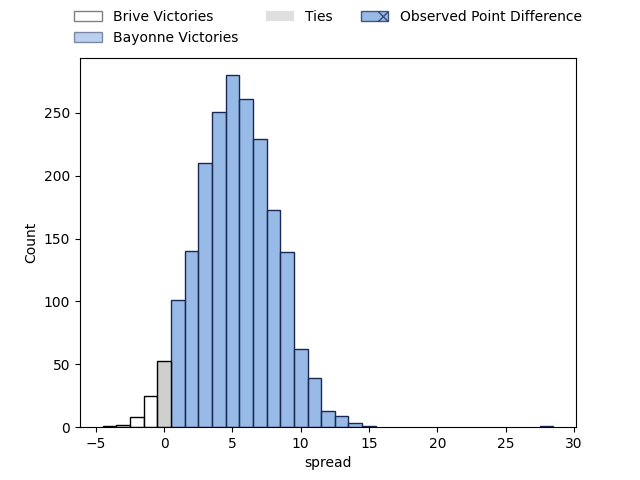 Brive Victories
Ties
Observed Point Difference
Bayonne Victories
250
200
150
100
50
0
Count
−5
0
5
10
15
20
25
30
spread